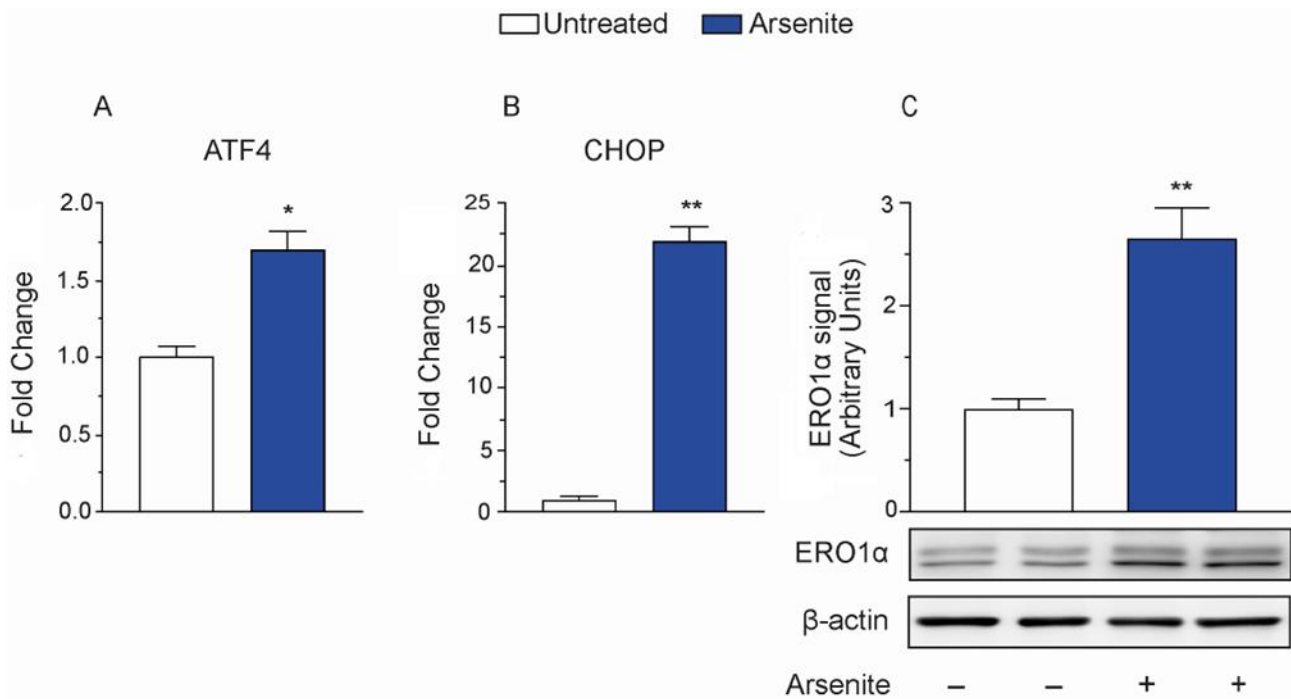 Untreated Arsenite
A B C
ATF4 CHOP
Fold Change
2.0
1.5
1.0
0.5
0.0
*
Fold Change
25
20
15
10
5
0
**
ERO1α signal
(Arbitrary Units)
3
2
1
0
**
ERO1α
β-actin
Arsenite – – + +